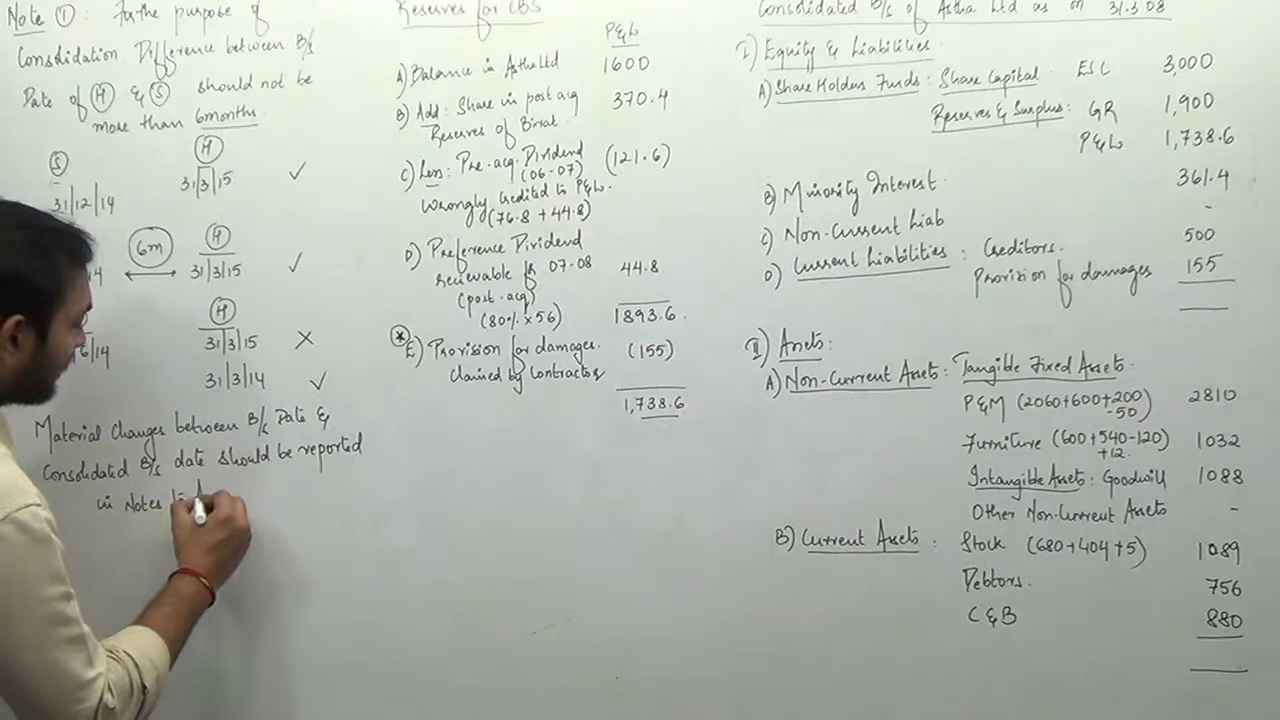 Note ① : For the purpose of
Consolidation Difference between B/s
Date of Ⓗ & Ⓢ should not be
more than 6months.
Ⓢ Ⓗ
31/12/14 31/3/15 ✓
6m Ⓗ
14 ⟷ 31/3/15 ✓
Ⓗ
6/14 31/3/15 ✗
31/3/14 ✓
Material Changes between B/s Date &
Consolidated B/s date should be reported
in Notes to
Reserves for CBS
P&L
A) Balance in Astha Ltd 1600
B) Add: Share in post acq 370.4
Reserves of Birat.
C) Less: Pre-acq. Dividend (121.6)
(06-07)
wrongly credited to P&L.
(76.8 + 44.8)
D) Preference Dividend
receivable for 07-08 44.8
(post-acq)
(80% × 56) 1893.6
* E) Provision for damages. (155)
claimed by contractor
1,738.6
Consolidated B/s of Astha Ltd as on 31.3.08
I) Equity & Liabilities
A) Share Holders Funds: Share Capital ESC 3,000
Reserves & Surplus: GR 1,900
P&L 1,738.6
B) Minority Interest. 361.4
C) Non-Current Liab -
D) Current Liabilities : Creditors. 500
Provision for damages 155
II) Assets:
A) Non-Current Assets: Tangible Fixed Assets.
P&M (2060+600+200 2810
-50)
Furniture (600+540-120) 1032
+12.
Intangible Assets: Goodwill 1088
Other Non-Current Assets -
B) Current Assets : Stock (680+404+5) 1089
Debtors. 756
C&B 880